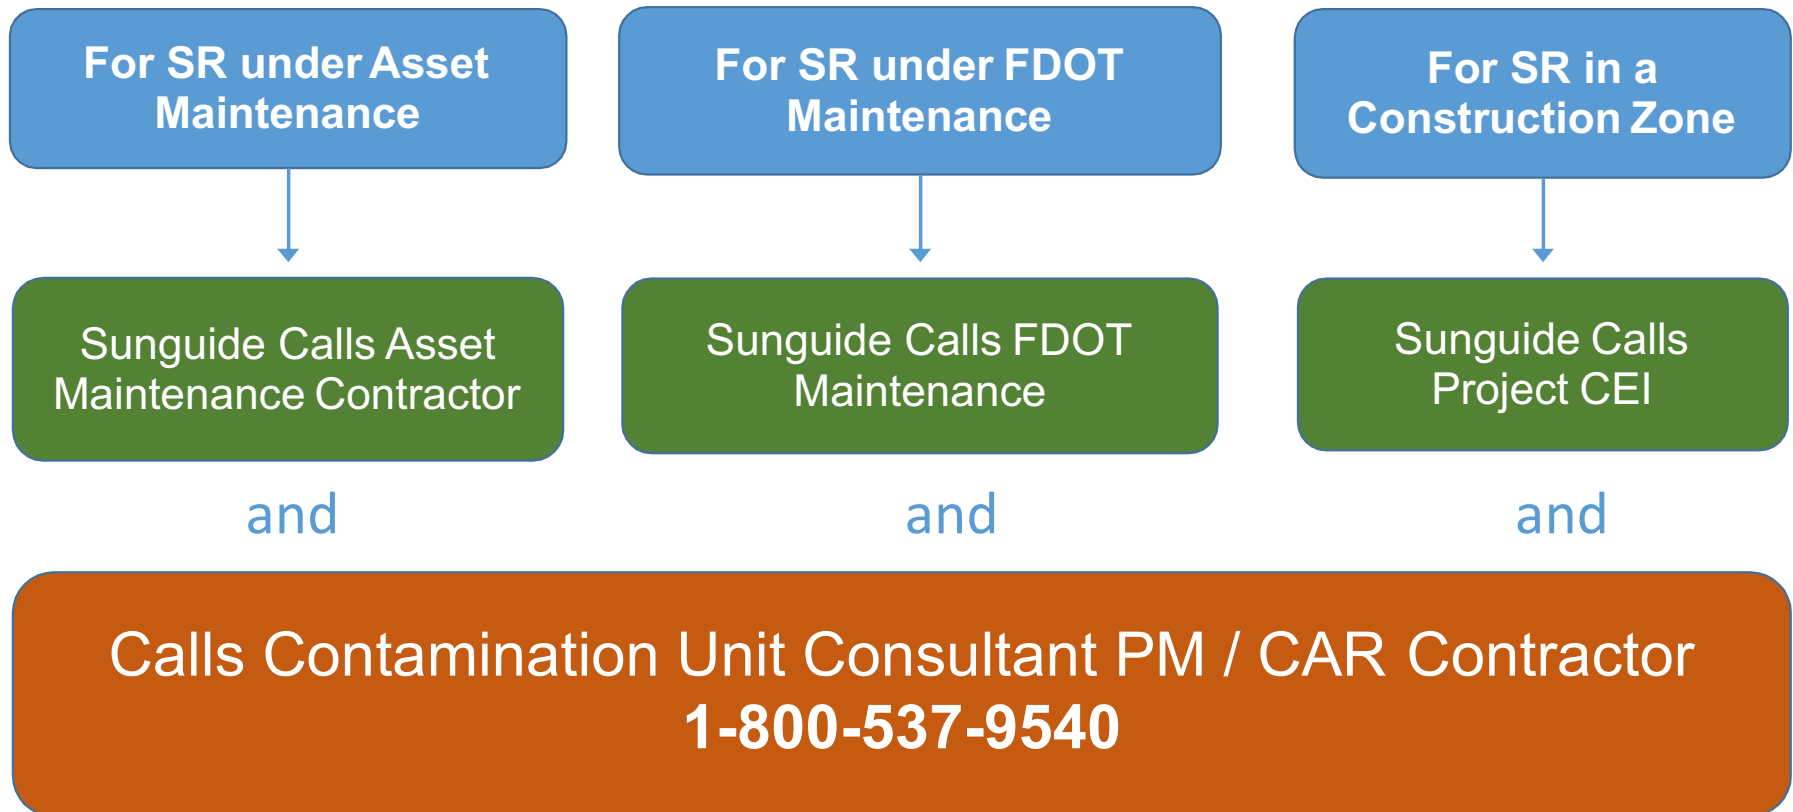 For SR under Asset
Maintenance
For SR under FDOT
Maintenance
For SR in a
Construction Zone
Sunguide Calls Asset
Maintenance Contractor
Sunguide Calls FDOT
Maintenance
Sunguide Calls
Project CEI
and
and
and
Calls Contamination Unit Consultant PM / CAR Contractor
1-800-537-9540